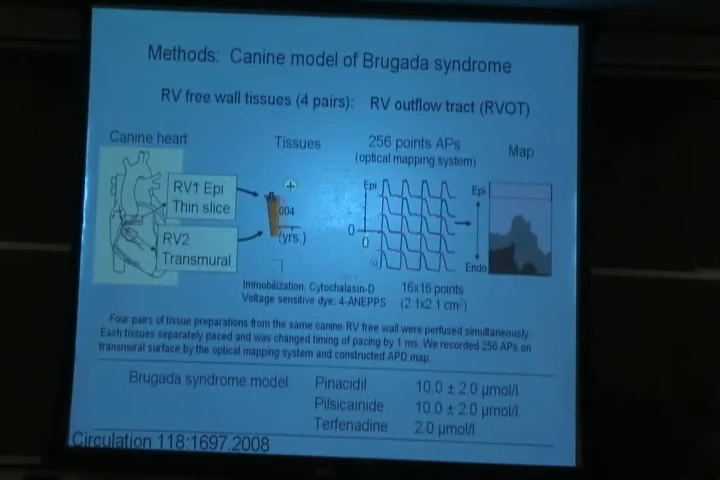 Methods: Canine model of Brugada syndrome
RV free wall tissues (4 pairs): RV outflow tract (RVOT)
Canine heart
Tissues
256 points APs
(optical mapping system)
Map
RV1 Epi
Thin slice
RV2
Transmural
004
(yrs.)
Epi
0
0
Epi
Endo
Immobilization: Cytochalasin-D
Voltage sensitive dye: 4-ANEPPS
16x16 points
(2.1x2.1 cm²)
Four pairs of tissue preparations from the same canine RV free wall were perfused simultaneously.
Each tissues separately paced and was changed timing of pacing by 1 ms. We recorded 256 APs on
transmural surface by the optical mapping system and constructed APD map.
Brugada syndrome model: Pinacidil 10.0 ± 2.0 µmol/l
Pilsicainide 10.0 ± 2.0 µmol/l
Terfenadine 2.0 µmol/l
Circulation 118:1697,2008